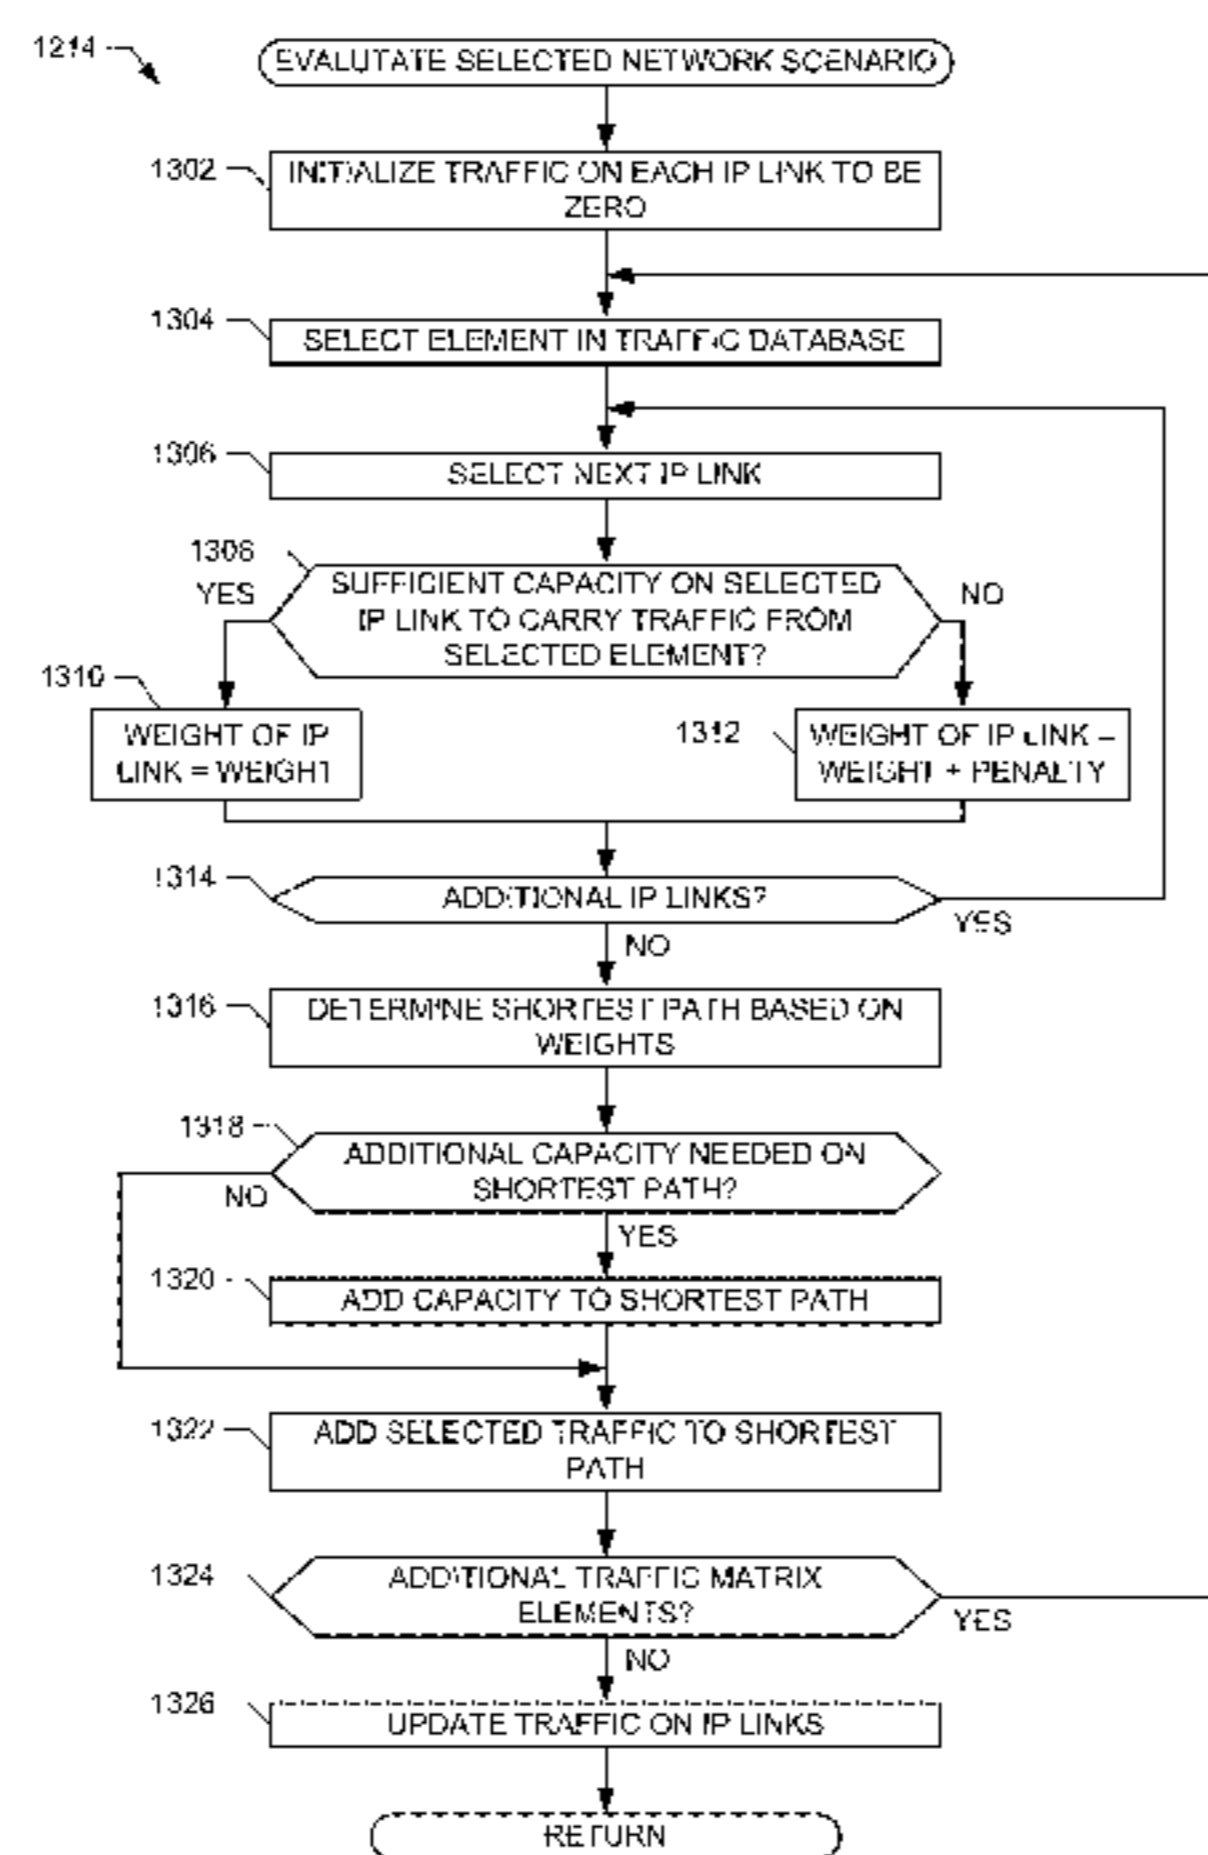 1214
EVALUTATE SELECTED NETWORK SCENARIO
1302
INITIALIZE TRAFFIC ON EACH IP LINK TO BE
ZERO
1304
SELECT ELEMENT IN TRAFFIC DATABASE
1306
SELECT NEXT IP LINK
1308
YES
SUFFICIENT CAPACITY ON SELECTED
IP LINK TO CARRY TRAFFIC FROM
SELECTED ELEMENT?
NO
1310
WEIGHT OF IP
LINK = WEIGHT
1312
WEIGHT OF IP LINK =
WEIGHT + PENALTY
1314
ADDITIONAL IP LINKS?
YES
NO
1316
DETERMINE SHORTEST PATH BASED ON
WEIGHTS
1318
ADDITIONAL CAPACITY NEEDED ON
SHORTEST PATH?
NO
YES
1320
ADD CAPACITY TO SHORTEST PATH
1322
ADD SELECTED TRAFFIC TO SHORTEST
PATH
1324
ADDITIONAL TRAFFIC MATRIX
ELEMENTS?
YES
NO
1326
UPDATE TRAFFIC ON IP LINKS
RETURN